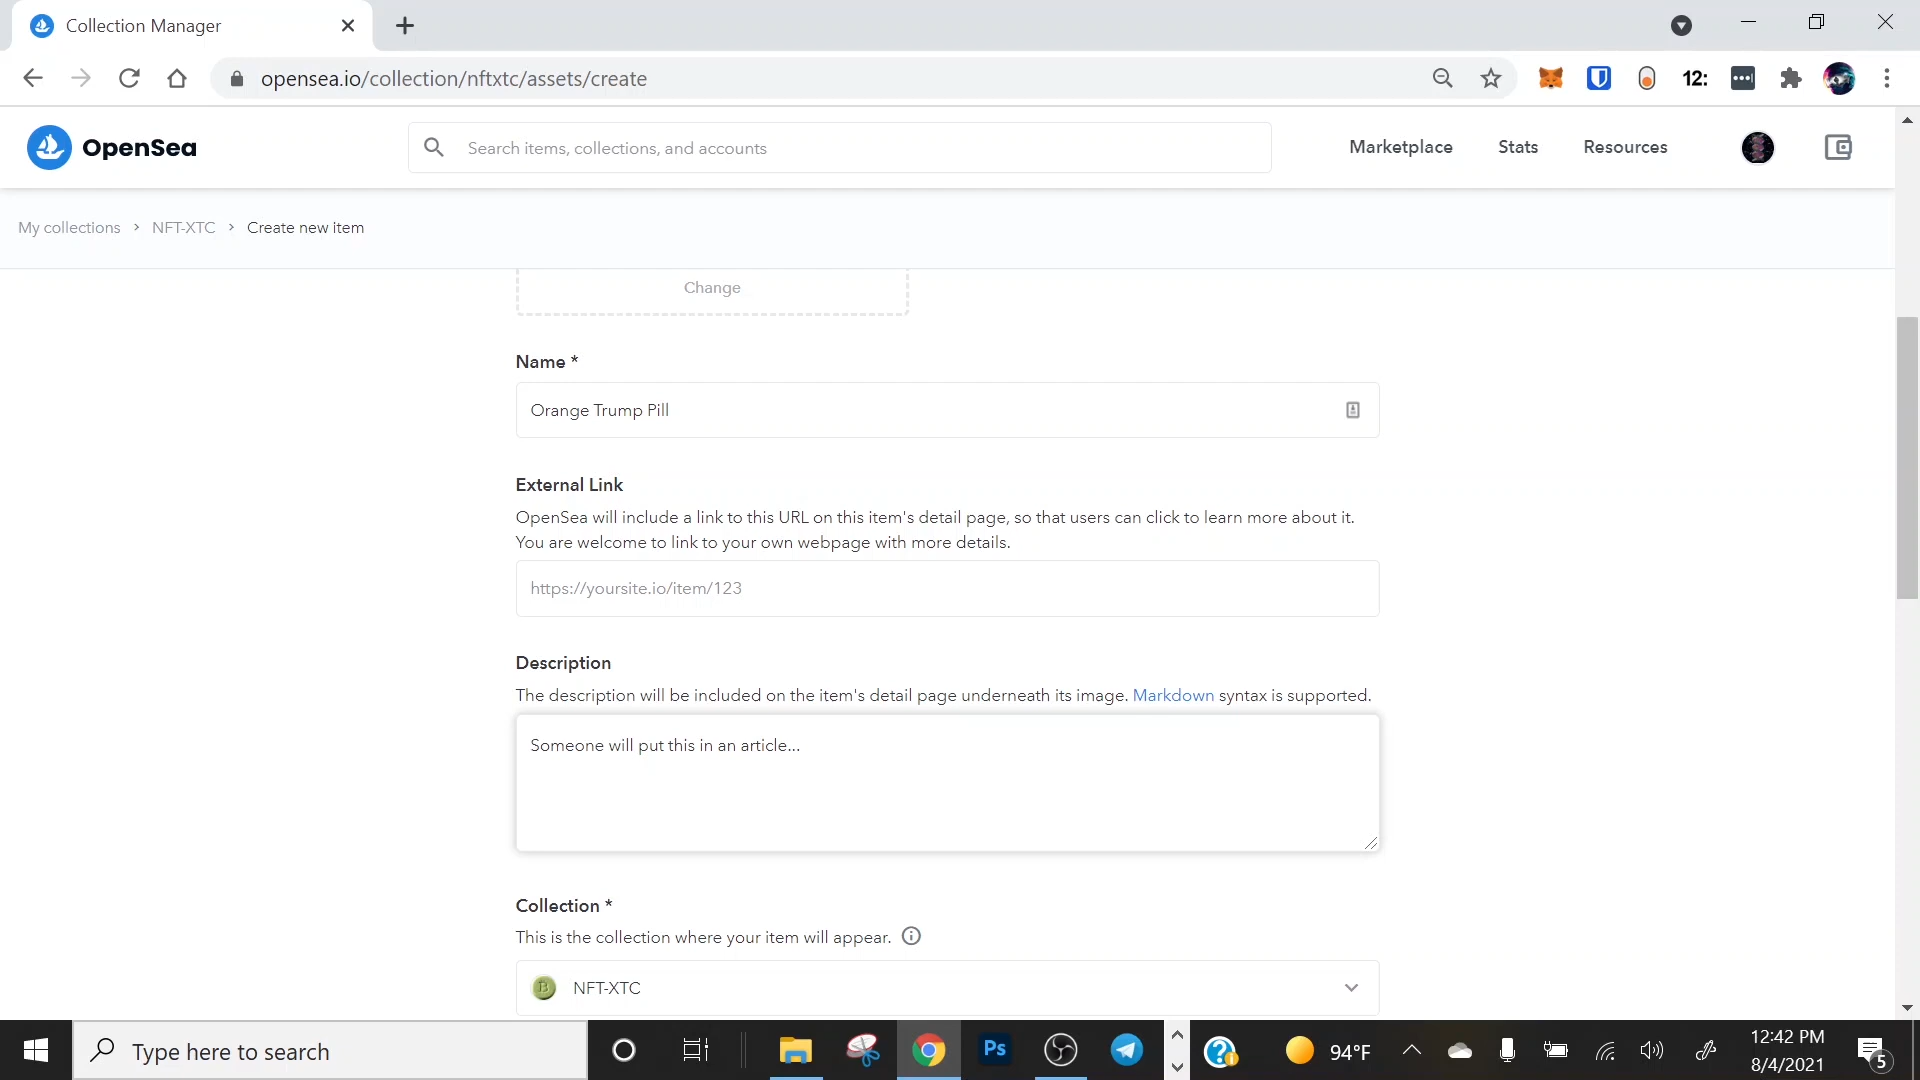 Collection Manager
opensea.io/collection/nftxtc/assets/create
12:
OpenSea
Search items, collections, and accounts
Marketplace
Stats
Resources
My collections > NFT-XTC > Create new item
Change
Name *
Orange Trump Pill
External Link
OpenSea will include a link to this URL on this item's detail page, so that users can click to learn more about it.
You are welcome to link to your own webpage with more details.
https://yoursite.io/item/123
Description
The description will be included on the item's detail page underneath its image. Markdown syntax is supported.
Someone will put this in an article...
Collection *
This is the collection where your item will appear.
B
NFT-XTC
Type here to search
Ps
94°F
12:42 PM
8/4/2021
5